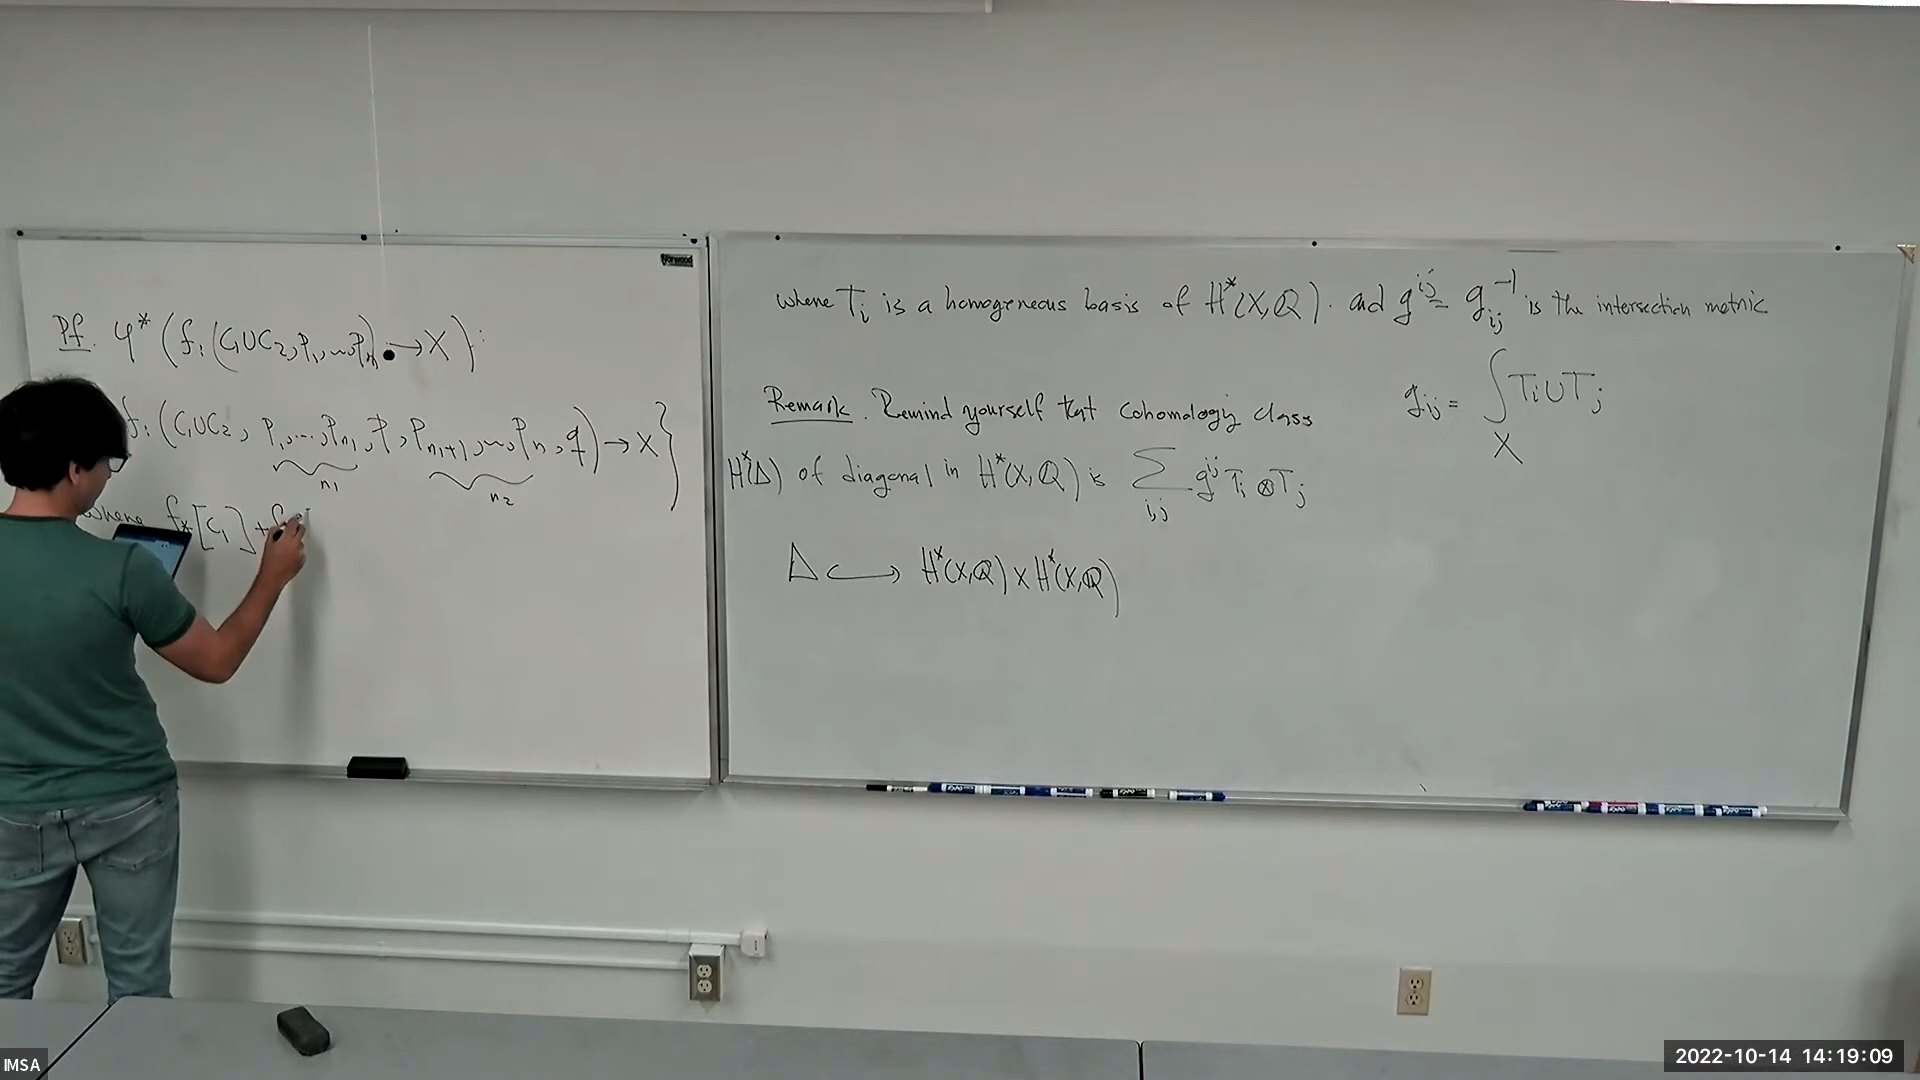 Pf. φ* (f: (C₁∪C₂, p₁, ..., pₙ) → X):
f: (C₁∪C₂, p₁, ..., pₙ₁, p, pₙ₁₊₁, ..., pₙ, q) → X }
n₁ n₂
where f*[C₁] + f
where Tᵢ is a homogeneous basis of H*(X,Q). and gⁱʲ = gᵢⱼ⁻¹ is the intersection metric
gᵢⱼ = ∫ Tᵢ ∪ Tⱼ
X
Remark. Remind yourself that cohomology class
H*(Δ) of diagonal in H*(X,Q) is ∑ gⁱʲ Tᵢ ⊗ Tⱼ
i,j
Δ ↪ H*(X,Q) × H*(X,Q)
Norwood
IMSA
2022-10-14 14:19:09